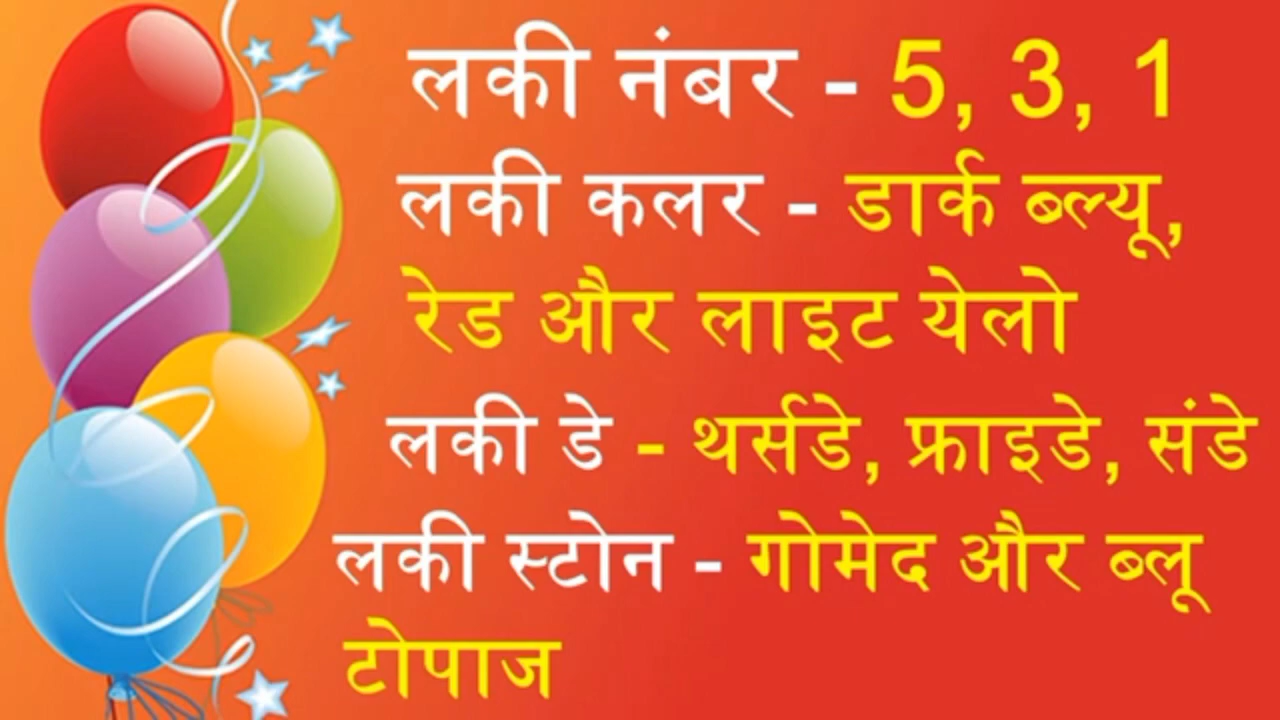 लकी नंबर - 5, 3, 1
लकी कलर - डार्क ब्ल्यू,
रेड और लाइट येलो
लकी डे - थर्सडे, फ्राइडे, संडे
लकी स्टोन - गोमेद और ब्लू
टोपाज